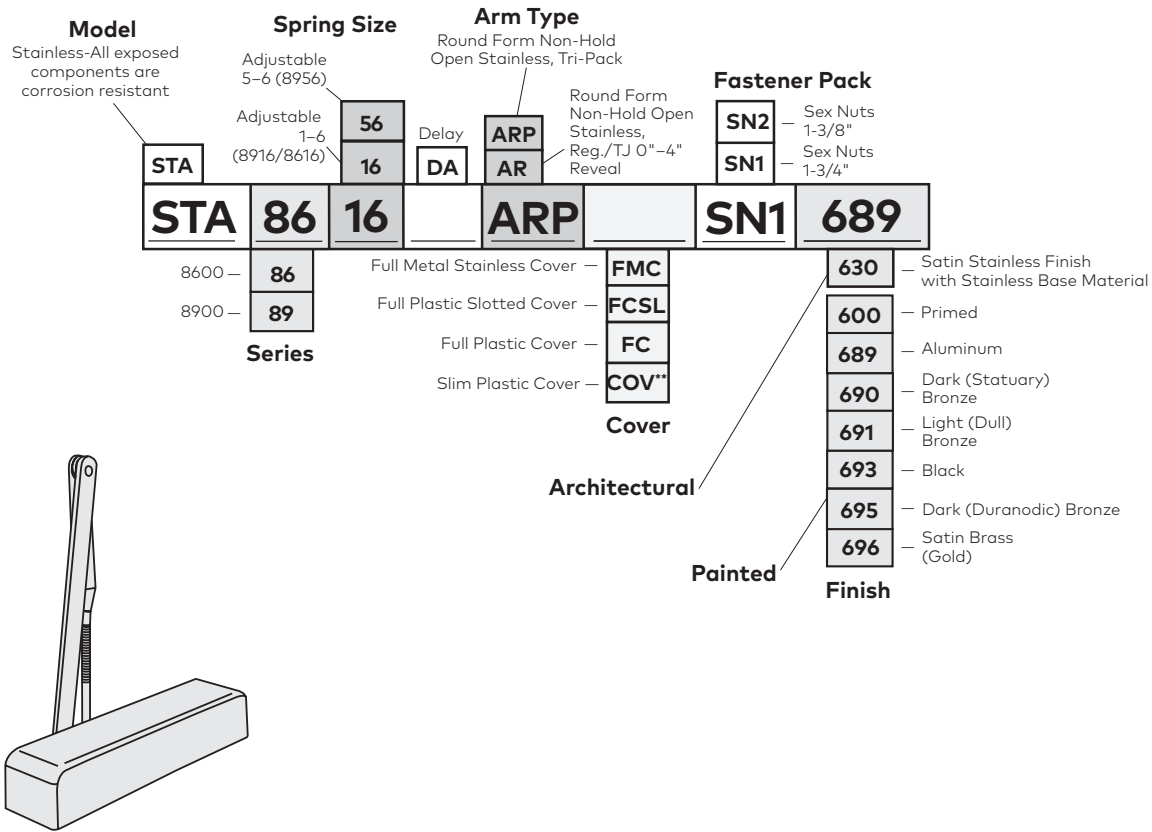 Model
Stainless-All exposed
components are
corrosion resistant
STA
Spring Size
Adjustable
5–6 (8956)
Adjustable
1–6
(8916/8616)
56
16
Delay
DA
Arm Type
Round Form Non-Hold
Open Stainless, Tri-Pack
ARP
AR
Round Form
Non-Hold Open
Stainless,
Reg./TJ 0"–4"
Reveal
Fastener Pack
SN2 — Sex Nuts
1-3/8"
SN1 — Sex Nuts
1-3/4"
STA 86 16 ARP SN1 689
8600 — 86
8900 — 89
Series
Full Metal Stainless Cover — FMC
Full Plastic Slotted Cover — FCSL
Full Plastic Cover — FC
Slim Plastic Cover — COV**
Cover
Architectural
Painted
630 — Satin Stainless Finish
with Stainless Base Material
600 — Primed
689 — Aluminum
690 — Dark (Statuary)
Bronze
691 — Light (Dull)
Bronze
693 — Black
695 — Dark (Duranodic) Bronze
696 — Satin Brass
(Gold)
Finish